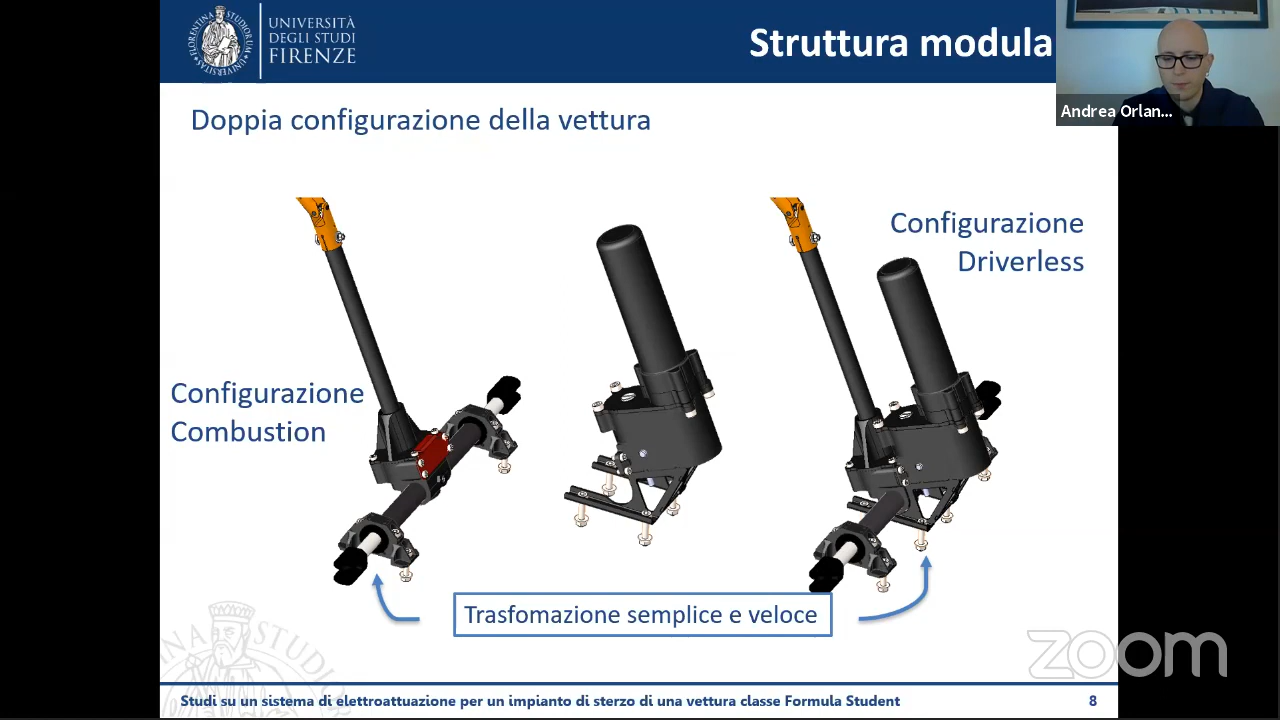 UNIVERSITÀ
DEGLI STUDI
FIRENZE
Struttura modula
Andrea Orlan...
Doppia configurazione della vettura
Configurazione
Driverless
Configurazione
Combustion
Trasfomazione semplice e veloce
zoom
Studi su un sistema di elettroattuazione per un impianto di sterzo di una vettura classe Formula Student
8